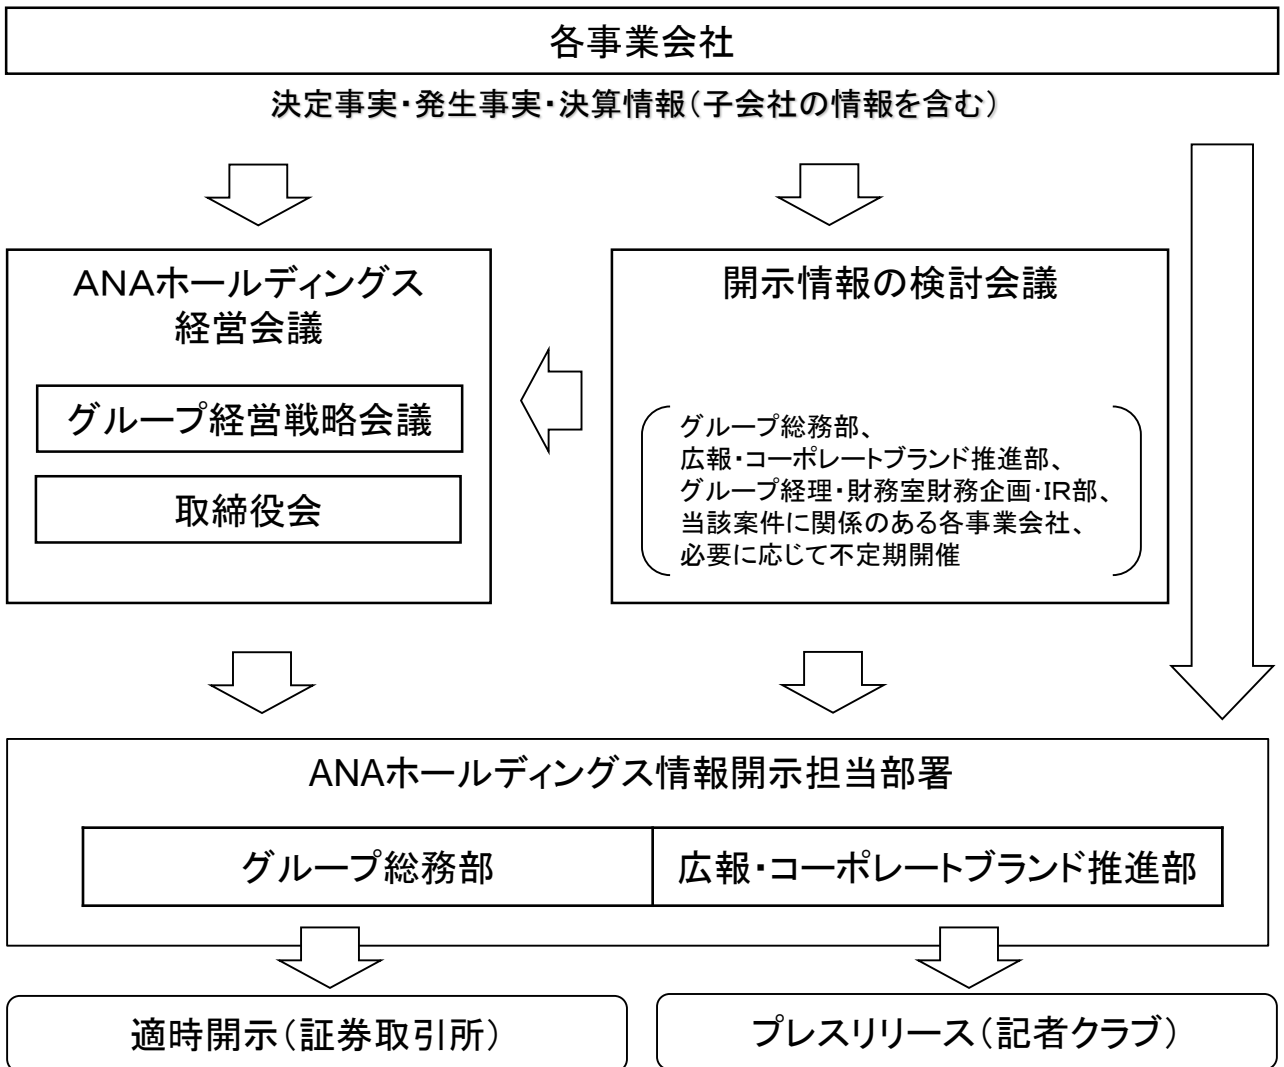 各事業会社
決定事実・発生事実・決算情報（子会社の情報を含む）
ANAホールディングス
経営会議
グループ経営戦略会議
取締役会
開示情報の検討会議
グループ総務部、
広報・コーポレートブランド推進部、
グループ経理・財務室財務企画・IR部、
当該案件に関係のある各事業会社、
必要に応じて不定期開催
ANAホールディングス情報開示担当部署
グループ総務部
広報・コーポレートブランド推進部
適時開示（証券取引所）
プレスリリース（記者クラブ）